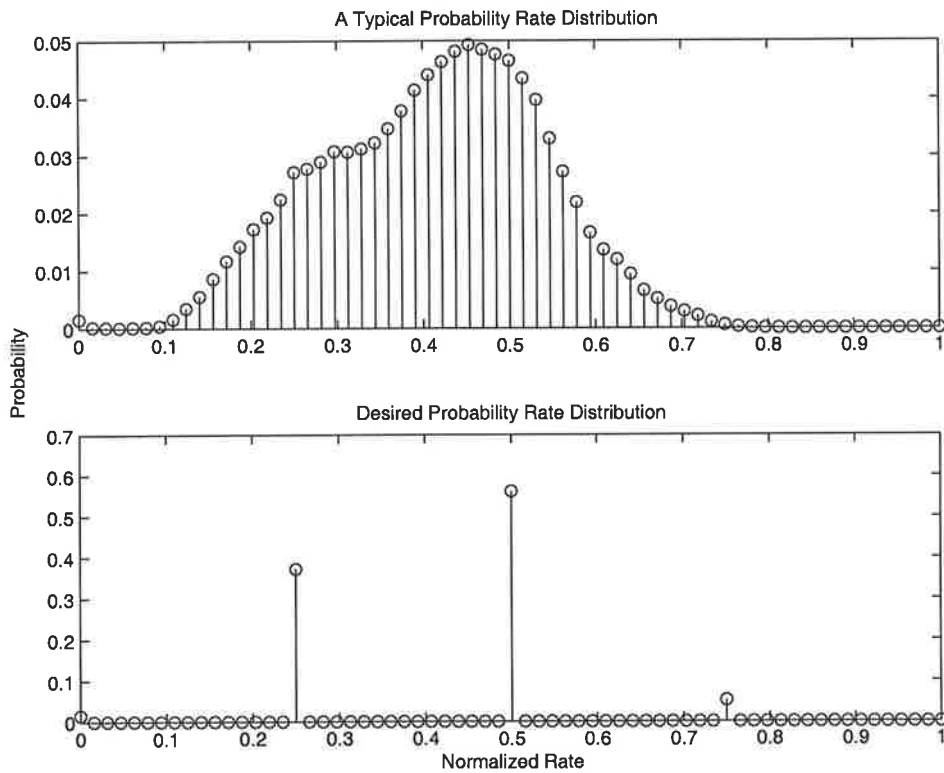 A Typical Probability Rate Distribution
0.05
0.04
0.03
0.02
0.01
0
0 0.1 0.2 0.3 0.4 0.5 0.6 0.7 0.8 0.9 1
Probability
Desired Probability Rate Distribution
0.7
0.6
0.5
0.4
0.3
0.2
0.1
0
0 0.1 0.2 0.3 0.4 0.5 0.6 0.7 0.8 0.9 1
Normalized Rate